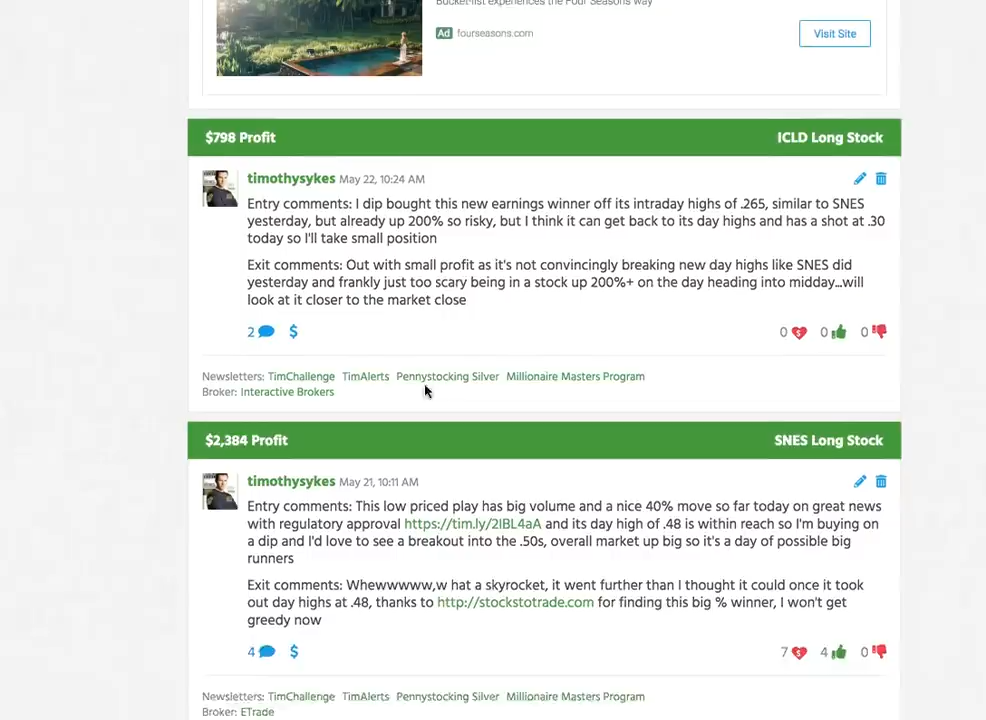 Bucket-list experiences the Four Seasons way
Ad fourseasons.com
Visit Site
$798 Profit
ICLD Long Stock
timothysykes May 22, 10:24 AM
Entry comments: I dip bought this new earnings winner off its intraday highs of .265, similar to SNES
yesterday, but already up 200% so risky, but I think it can get back to its day highs and has a shot at .30
today so I'll take small position
Exit comments: Out with small profit as it's not convincingly breaking new day highs like SNES did
yesterday and frankly just too scary being in a stock up 200%+ on the day heading into midday...will
look at it closer to the market close
2 $
0 0 0
Newsletters: TimChallenge TimAlerts Pennystocking Silver Millionaire Masters Program
Broker: Interactive Brokers
$2,384 Profit
SNES Long Stock
timothysykes May 21, 10:11 AM
Entry comments: This low priced play has big volume and a nice 40% move so far today on great news
with regulatory approval https://tim.ly/2IBL4aA and its day high of .48 is within reach so I'm buying on
a dip and I'd love to see a breakout into the .50s, overall market up big so it's a day of possible big
runners
Exit comments: Whewwwww,w hat a skyrocket, it went further than I thought it could once it took
out day highs at .48, thanks to http://stockstotrade.com for finding this big % winner, I won't get
greedy now
4 $
7 4 0
Newsletters: TimChallenge TimAlerts Pennystocking Silver Millionaire Masters Program
Broker: ETrade